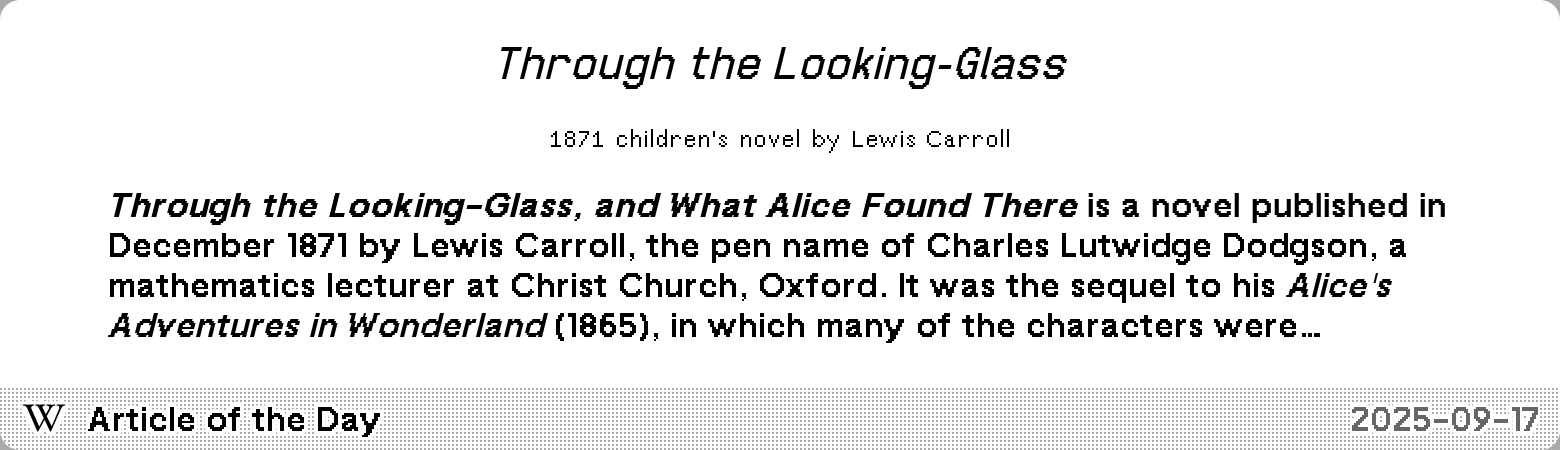 Through the Looking-Glass
1871 children's novel by Lewis Carroll
Through the Looking-Glass, and What Alice Found There is a novel published in
December 1871 by Lewis Carroll, the pen name of Charles Lutwidge Dodgson, a
mathematics lecturer at Christ Church, Oxford. It was the sequel to his Alice's
Adventures in Wonderland (1865), in which many of the characters were…
W Article of the Day 2025-09-17